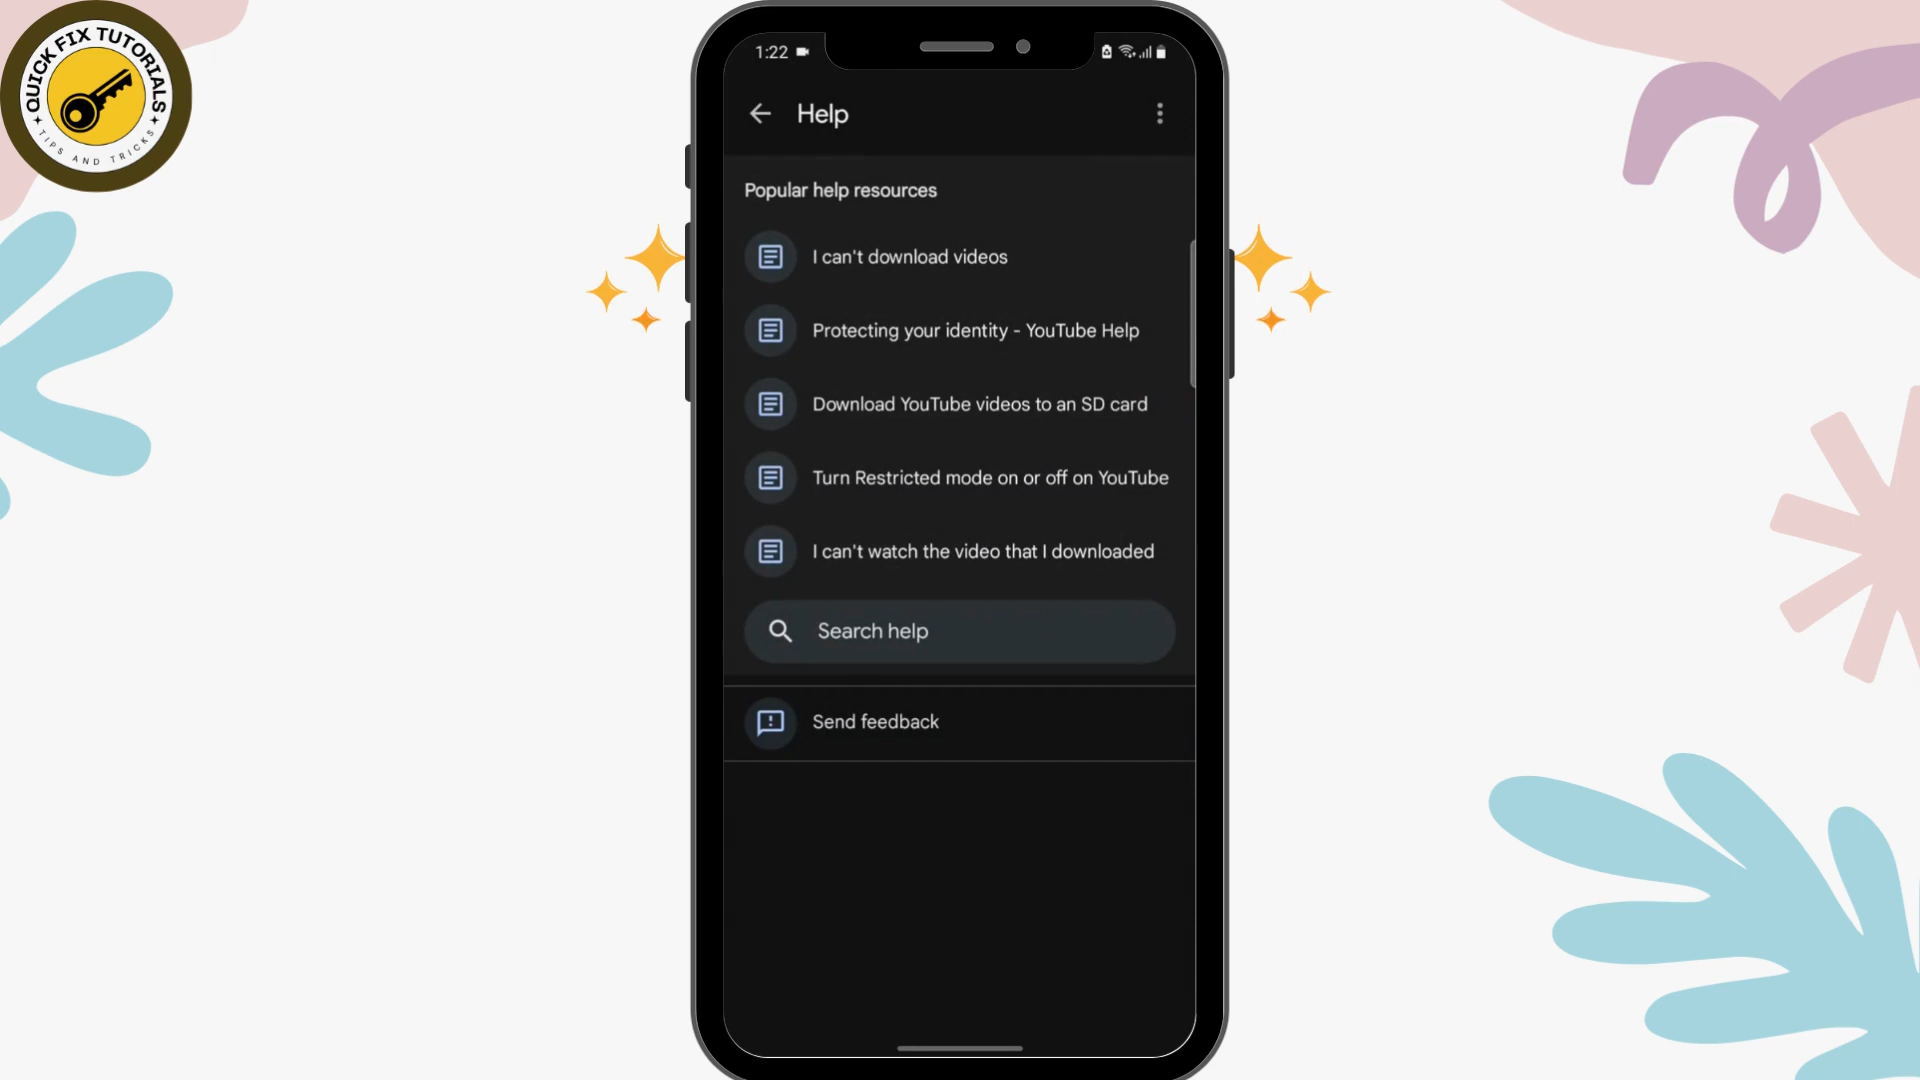 QUICK FIX TUTORIALS
TIPS AND TRICKS
1:22
Help
Popular help resources
I can't download videos
Protecting your identity - YouTube Help
Download YouTube videos to an SD card
Turn Restricted mode on or off on YouTube
I can't watch the video that I downloaded
Search help
Send feedback